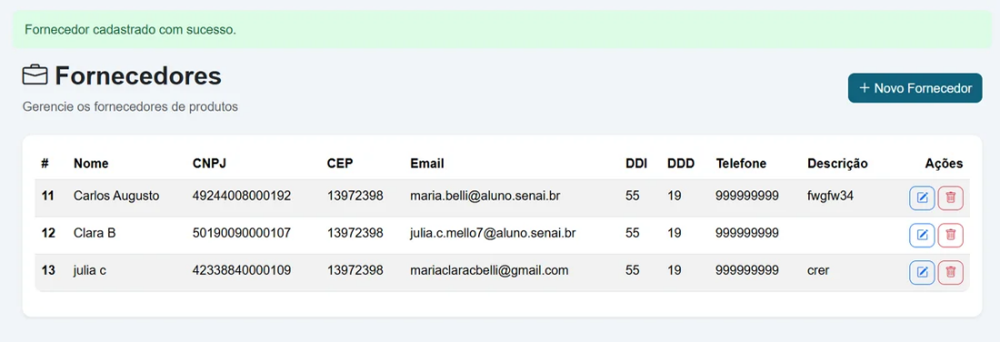 Fornecedor cadastrado com sucesso.
Fornecedores
Gerencie os fornecedores de produtos
+ Novo Fornecedor
# Nome CNPJ CEP Email DDI DDD Telefone Descrição Ações
11 Carlos Augusto 49244008000192 13972398 maria.belli@aluno.senai.br 55 19 999999999 fwgfw34
12 Clara B 50190090000107 13972398 julia.c.mello7@aluno.senai.br 55 19 999999999
13 julia c 42338840000109 13972398 mariaclaracbelli@gmail.com 55 19 999999999 crer